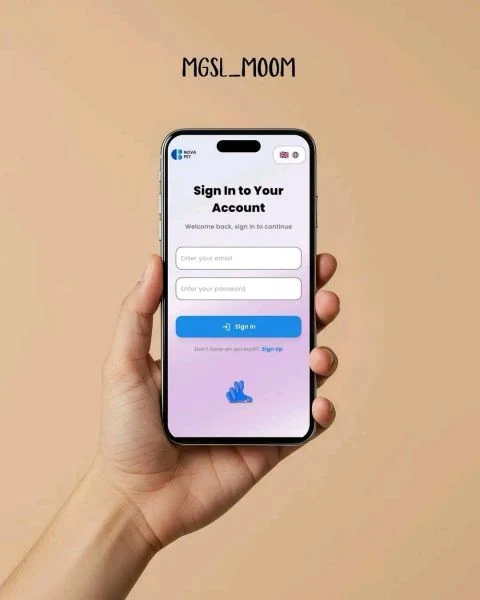 MGSL_MOOM
NOVA
PET
Sign In to Your
Account
Welcome back, sign in to continue
Enter your email
Enter your password
Sign In
Don't have an account? Sign Up